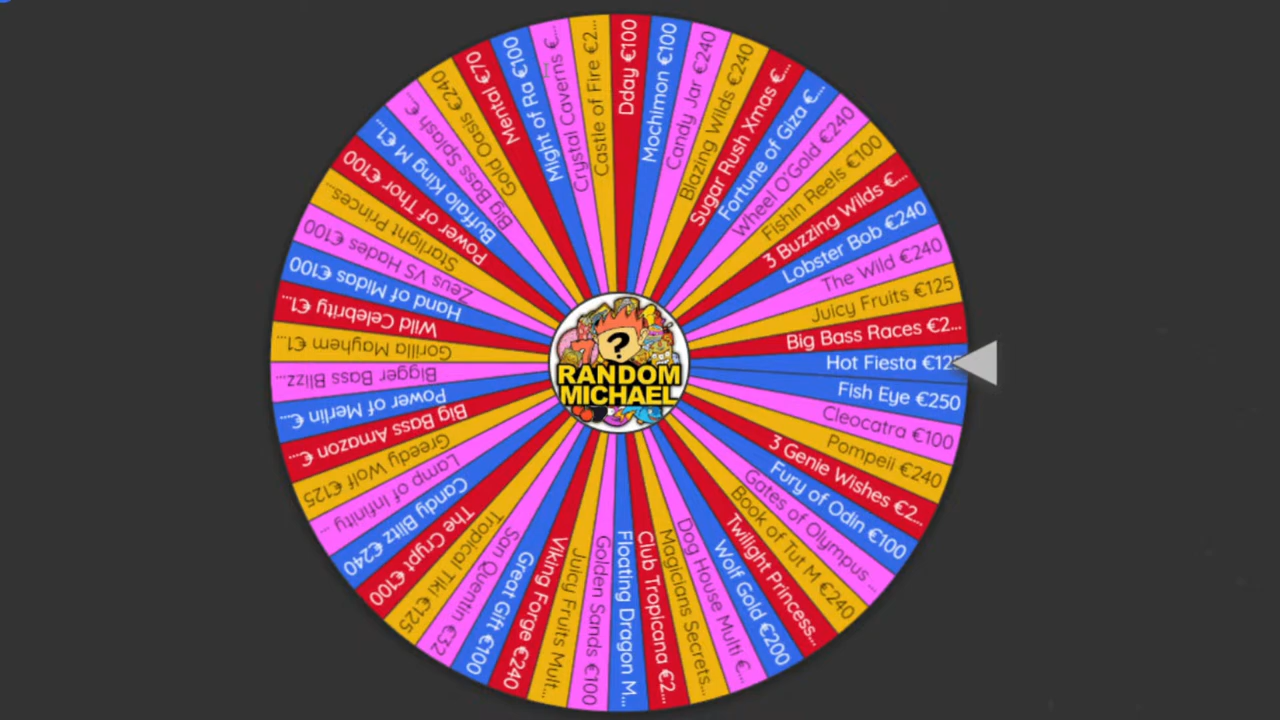 Dday €100
Mochimon €100
Candy Jar €240
Blazing Wilds €240
Sugar Rush Xmas €...
Fortune of Giza €...
Wheel O'Gold €240
Fishin Reels €100
3 Buzzing Wilds €...
Lobster Bob €240
The Wild €240
Juicy Fruits €125
Big Bass Races €2...
Hot Fiesta €125
Fish Eye €250
Cleocatra €100
Pompeii €240
3 Genie Wishes €2...
Fury of Odin €100
Gates of Olympus ...
Book of Tut M €240
Twilight Princess...
Wolf Gold €200
Dog House Multi €...
Magicians Secrets...
Club Tropicana €2...
Floating Dragon M...
Golden Sands €100
Juicy Fruits Mult...
Viking Forge €240
Great Gift €100
San Quentin €32
Tropical Tiki €125
The Crypt €100
Candy Blitz €240
Lamp of Infinity ...
Greedy Wolf €125
Big Bass Amazon €...
Power of Merlin €...
Bigger Bass Blizz...
Gorilla Mayhem €1...
Wild Celebrity €1...
Hand of Midas €100
Zeus VS Hades €100
Starlight Princes...
Power of Thor €100
Buffalo King M €1...
Big Bass Splash €...
Gold Oasis €240
Mental €70
Might of Ra €100
Crystal Caverns €...
Castle of Fire €2...
?
7
RANDOM
MICHAEL